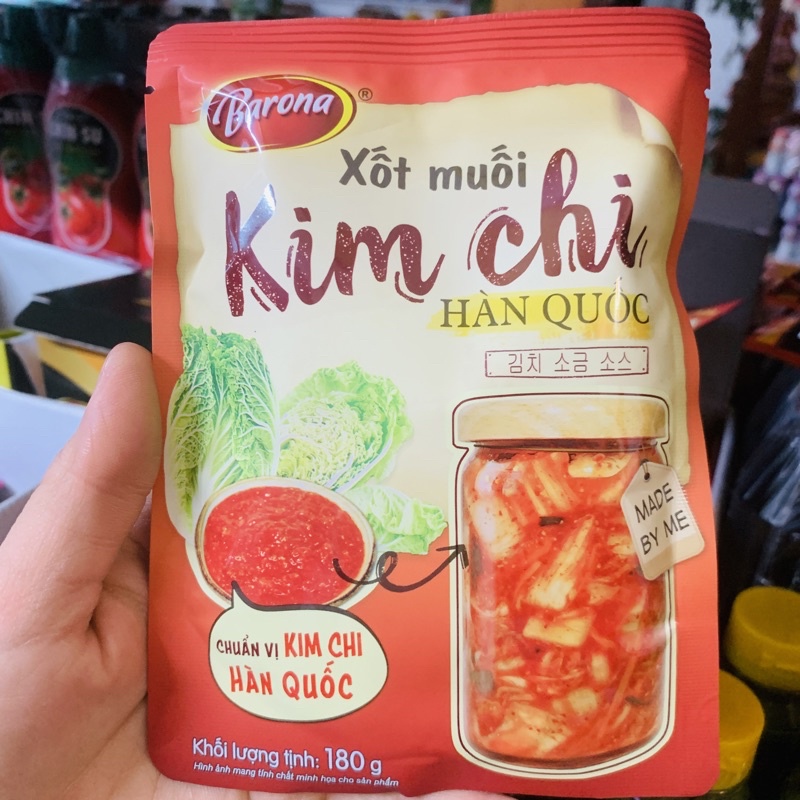 Barona ®
Xốt muối
Kim chi
HÀN QUỐC
김치 소금 소스
MADE
BY ME
CHUẨN VỊ KIM CHI
HÀN QUỐC
Khối lượng tịnh: 180 g
Hình ảnh mang tính chất minh họa cho sản phẩm